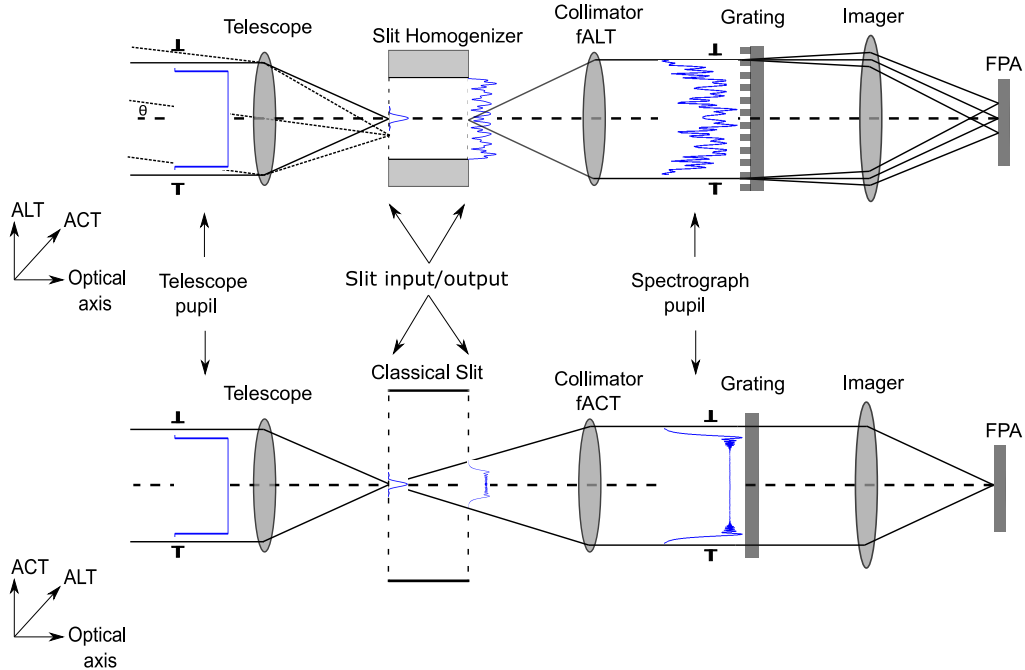 Telescope
Slit Homogenizer
Collimator
fALT
Grating
Imager
FPA
θ
ALT
ACT
Optical
axis
Telescope
pupil
Slit input/output
Spectrograph
pupil
Classical Slit
Telescope
Collimator
fACT
Grating
Imager
FPA
ACT
ALT
Optical
axis